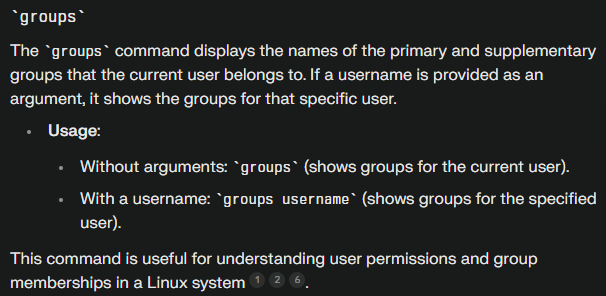 `groups`
The `groups` command displays the names of the primary and supplementary
groups that the current user belongs to. If a username is provided as an
argument, it shows the groups for that specific user.
• Usage:
• Without arguments: `groups` (shows groups for the current user).
• With a username: `groups username` (shows groups for the specified
user).
This command is useful for understanding user permissions and group
memberships in a Linux system 1 2 6.